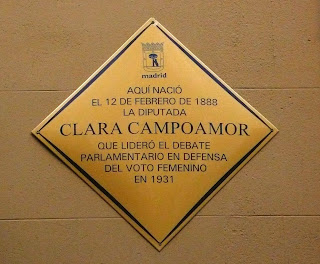 madrid
AQUÍ NACIÓ
EL 12 DE FEBRERO DE 1888
LA DIPUTADA
CLARA CAMPOAMOR
QUE LIDERÓ EL DEBATE
PARLAMENTARIO EN DEFENSA
DEL VOTO FEMENINO
EN 1931